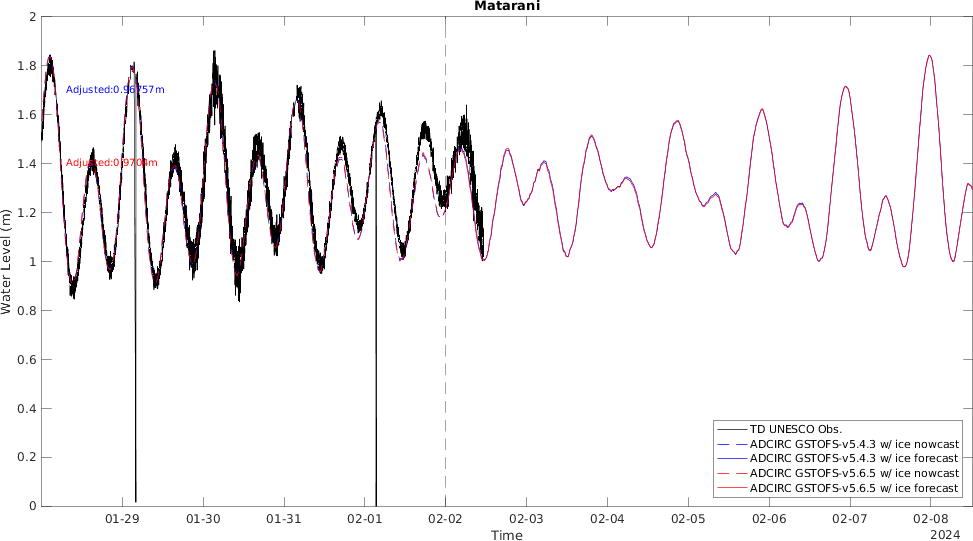 Matarani
2
1.8
1.6
1.4
1.2
1
0.8
0.6
0.4
0.2
0
Water Level (m)
Adjusted:0.96757m
Adjusted:0.9704m
01-29
01-30
01-31
02-01
02-02
02-03
02-04
02-05
02-06
02-07
02-08
Time
2024
TD UNESCO Obs.
ADCIRC GSTOFS-v5.4.3 w/ ice nowcast
ADCIRC GSTOFS-v5.4.3 w/ ice forecast
ADCIRC GSTOFS-v5.6.5 w/ ice nowcast
ADCIRC GSTOFS-v5.6.5 w/ ice forecast